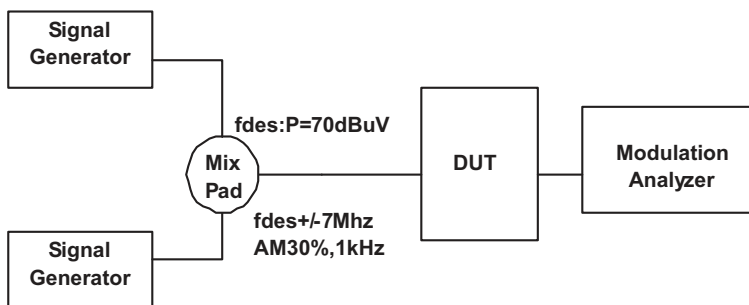 Signal
Generator
fdes:P=70dBuV
Mix
Pad
DUT
Modulation
Analyzer
fdes+/-7Mhz
AM30%,1kHz
Signal
Generator